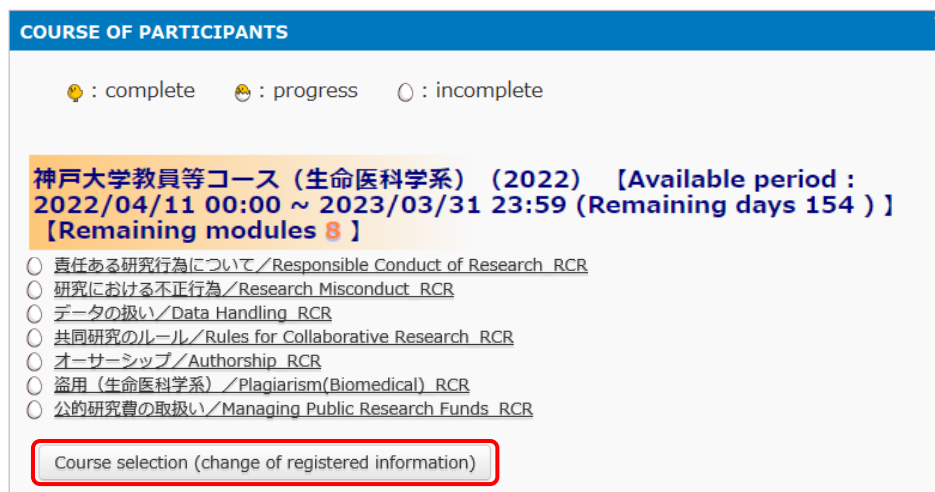 COURSE OF PARTICIPANTS
: complete : progress : incomplete
神戸大学教員等コース（生命医科学系）（2022） 【Available period :
2022/04/11 00:00 ~ 2023/03/31 23:59 (Remaining days 154 ) 】
【Remaining modules 8 】
責任ある研究行為について／Responsible Conduct of Research_RCR
研究における不正行為／Research Misconduct_RCR
データの扱い／Data Handling_RCR
共同研究のルール／Rules for Collaborative Research_RCR
オーサーシップ／Authorship_RCR
盗用（生命医科学系）／Plagiarism(Biomedical)_RCR
公的研究費の取扱い／Managing Public Research Funds_RCR
Course selection (change of registered information)